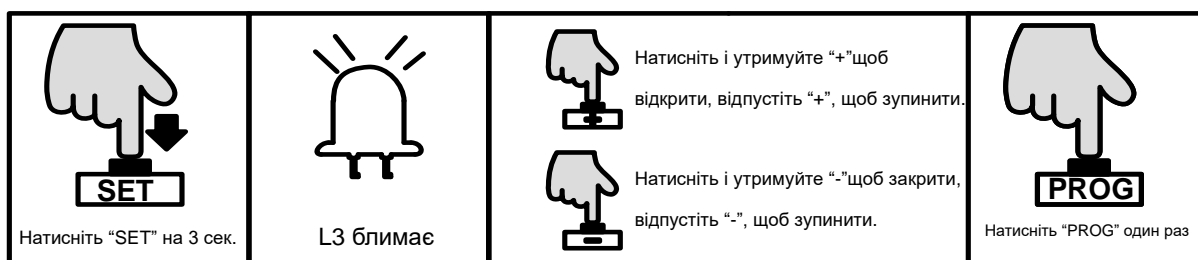 SET
Натисніть “SET” на 3 сек.
L3 блимає
Натисніть і утримуйте “+”щоб
відкрити, відпустіть “+”, щоб зупинити.
Натисніть і утримуйте “-”щоб закрити,
відпустіть “-”, щоб зупинити.
PROG
Натисніть “PROG” один раз